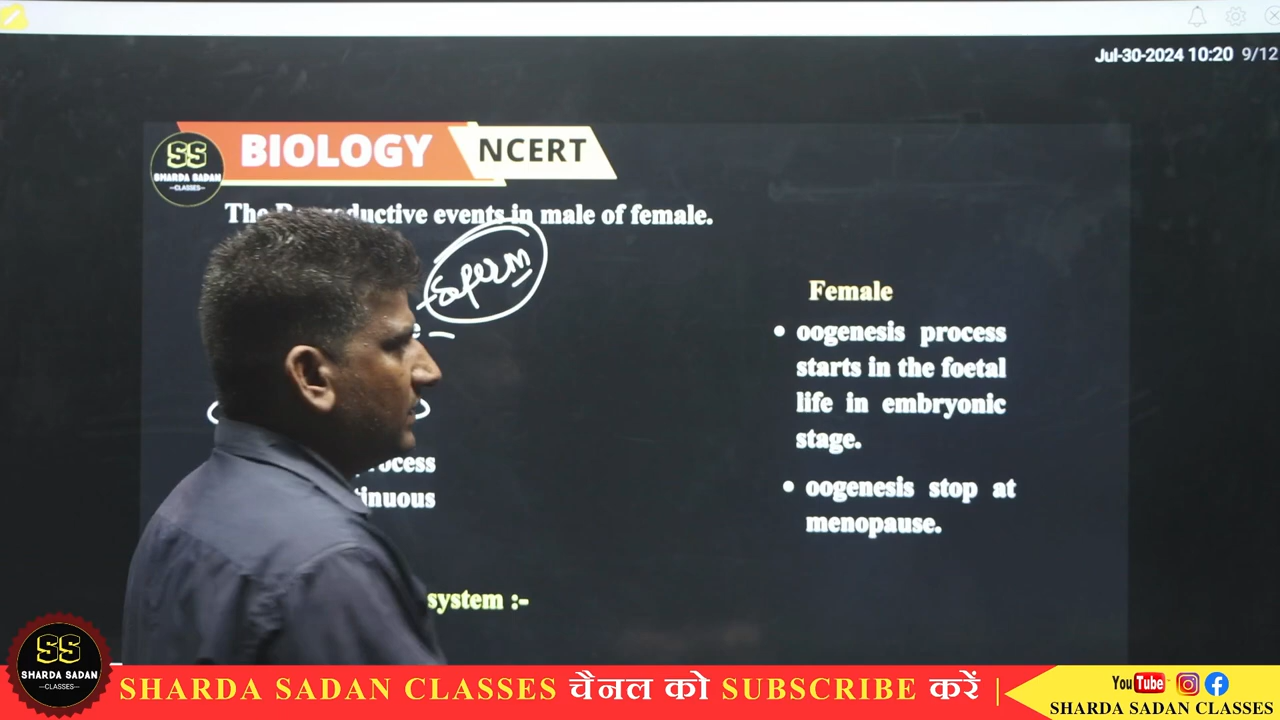 Jul-30-2024 10:20 9/12
BIOLOGY NCERT
SS
SHARDA SADAN
CLASSES
The Reproductive events in male of female.
Sperm
Female
• oogenesis process
starts in the foetal
life in embryonic
stage.
• oogenesis stop at
menopause.
system :-
SS
SHARDA SADAN
CLASSES
SHARDA SADAN CLASSES चैनल को SUBSCRIBE करें |
YouTube
SHARDA SADAN CLASSES